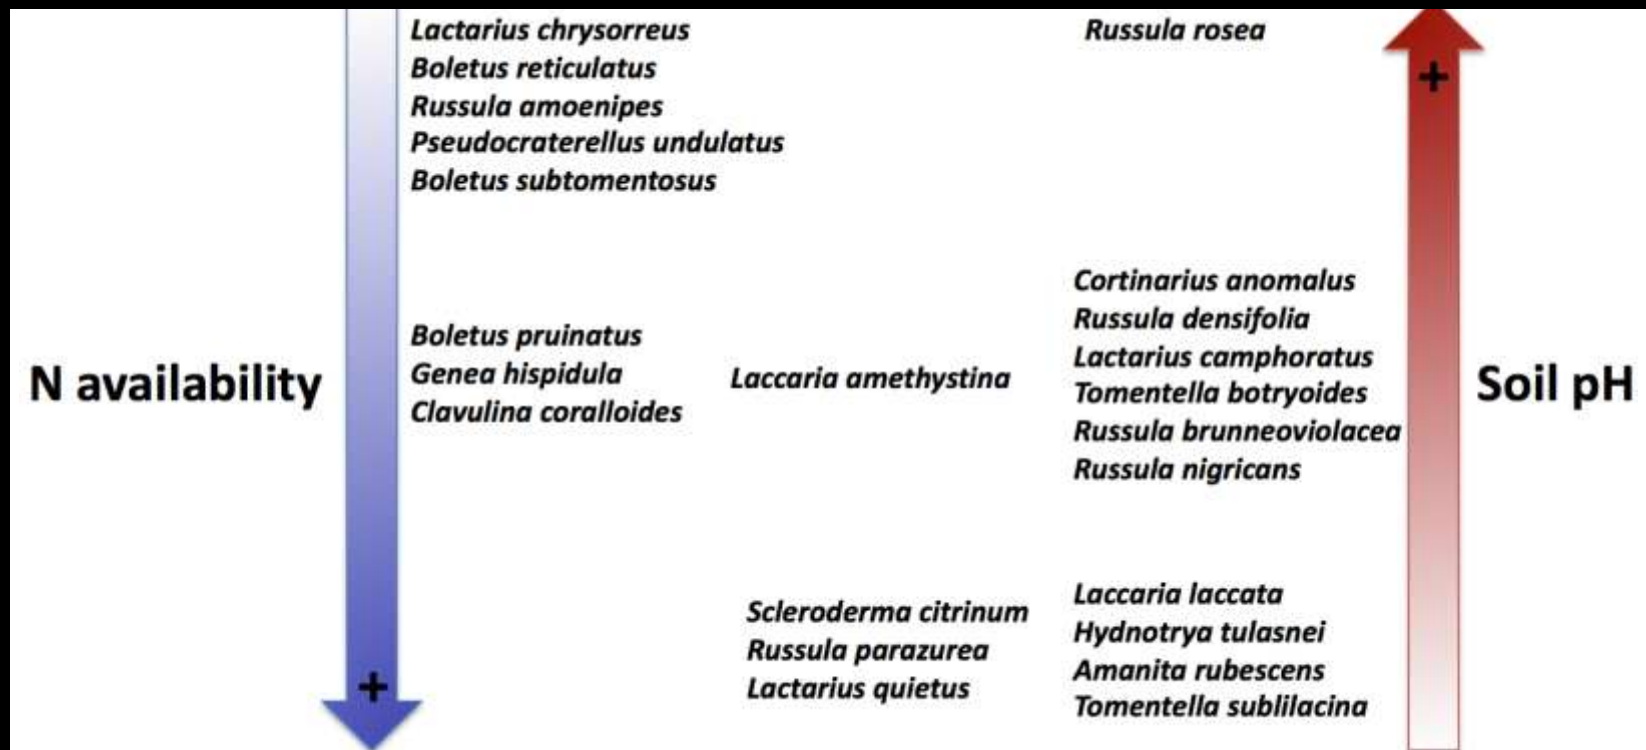 Lactarius chrysorreus
Boletus reticulatus
Russula amoenipes
Pseudocraterellus undulatus
Boletus subtomentosus
Russula rosea
+
N availability
Boletus pruinatus
Genea hispidula
Clavulina coralloides
Laccaria amethystina
Cortinarius anomalus
Russula densifolia
Lactarius camphoratus
Tomentella botryoides
Russula brunneoviolacea
Russula nigricans
Soil pH
Scleroderma citrinum
Russula parazurea
Lactarius quietus
Laccaria laccata
Hydnotrya tulasnei
Amanita rubescens
Tomentella sublilacina
+